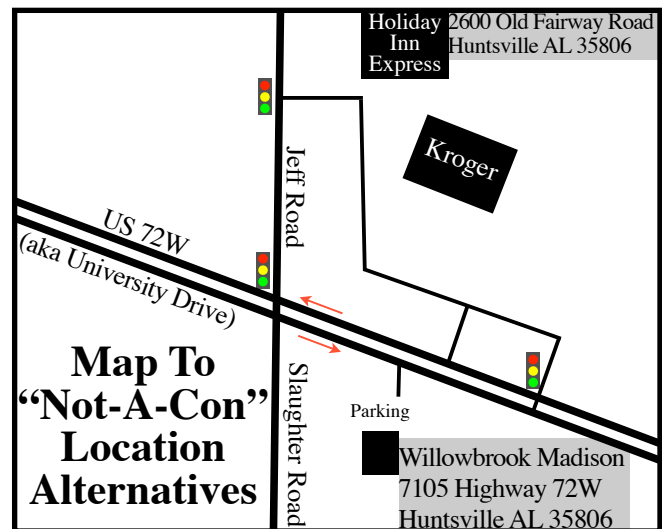 Holiday
Inn
Express
2600 Old Fairway Road
Huntsville AL 35806
Kroger
Jeff Road
US 72W
(aka University Drive)
Map To
“Not-A-Con”
Location
Alternatives
Slaughter Road
Parking
Willowbrook Madison
7105 Highway 72W
Huntsville AL 35806